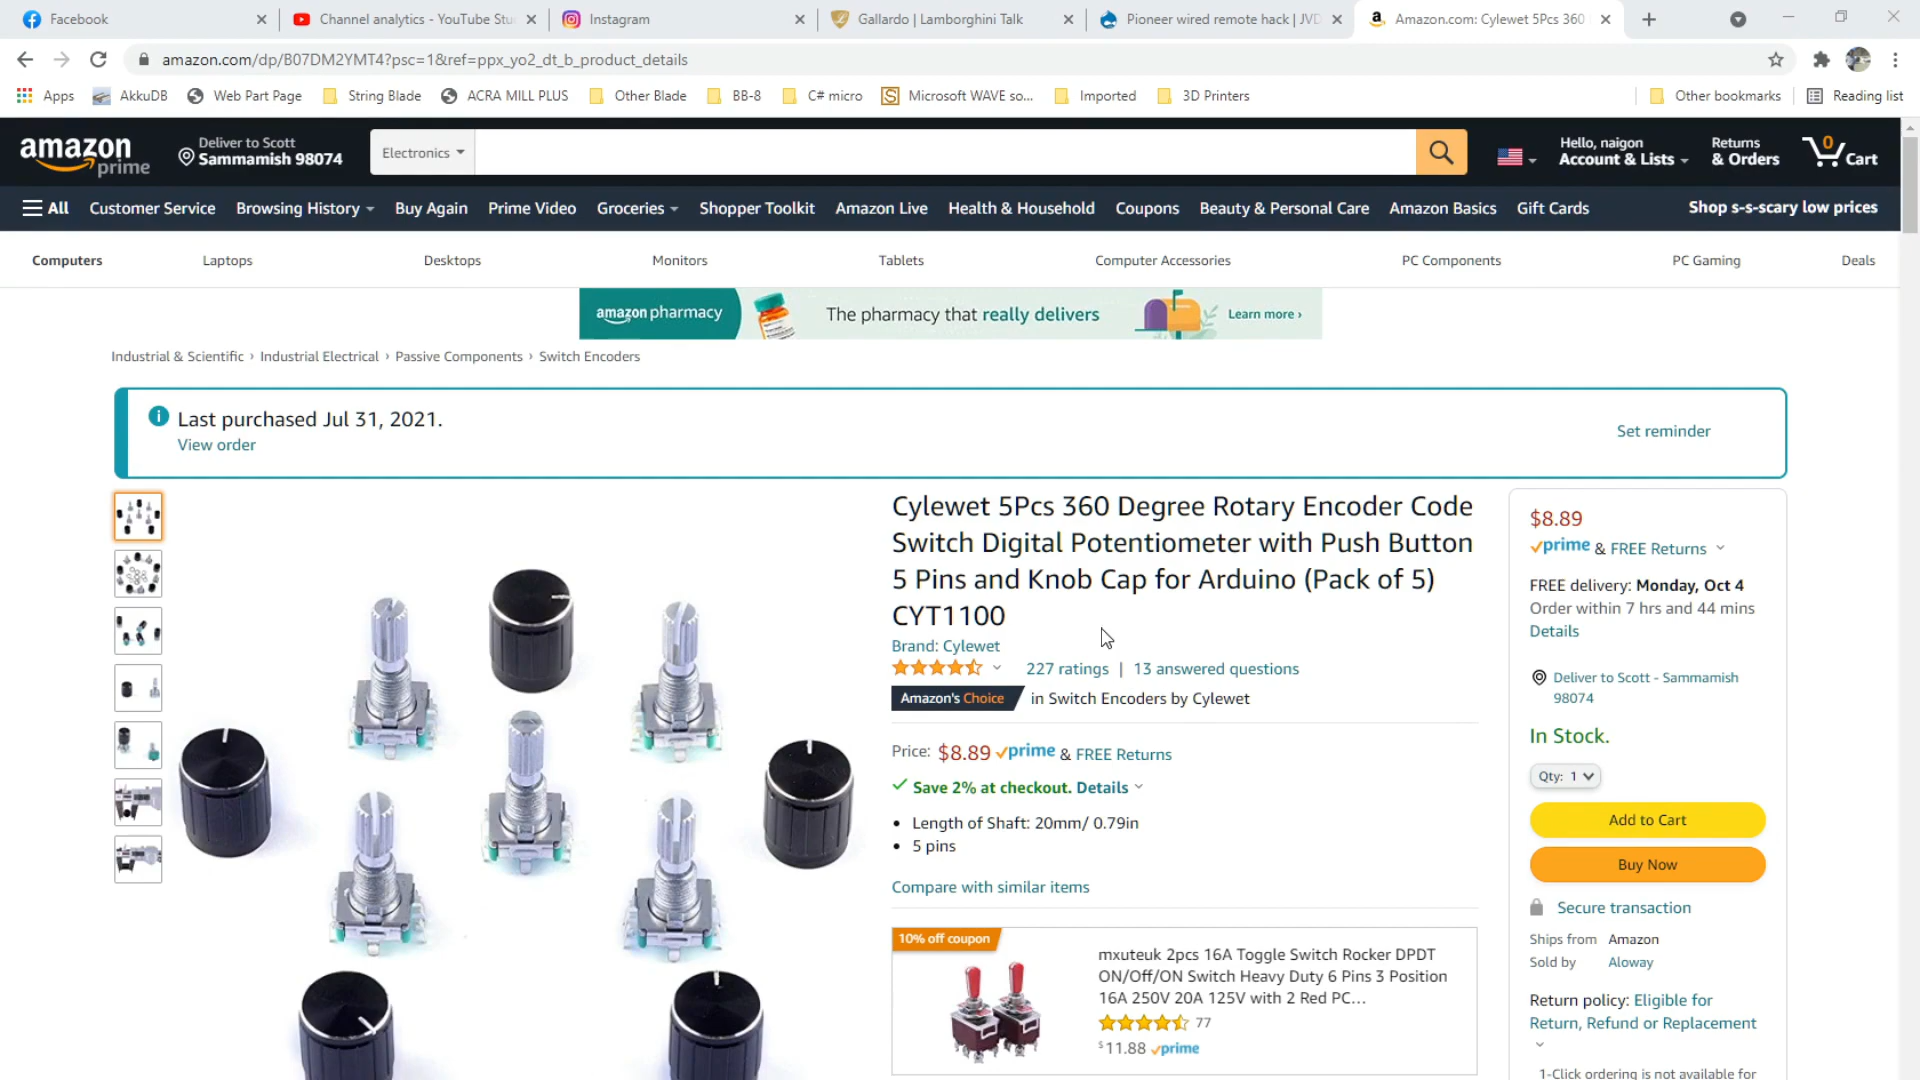 Facebook
Channel analytics - YouTube Stu
Instagram
Gallardo | Lamborghini Talk
Pioneer wired remote hack | JVD
Amazon.com: Cylewet 5Pcs 360
amazon.com/dp/B07DM2YMT4?psc=1&ref=ppx_yo2_dt_b_product_details
Apps
AkkuDB
Web Part Page
String Blade
ACRA MILL PLUS
Other Blade
BB-8
C# micro
Microsoft WAVE so...
Imported
3D Printers
Other bookmarks
Reading list
amazon prime
Deliver to Scott
Sammamish 98074
Electronics
Hello, naigon
Account & Lists
Returns
& Orders
0
Cart
All
Customer Service
Browsing History
Buy Again
Prime Video
Groceries
Shopper Toolkit
Amazon Live
Health & Household
Coupons
Beauty & Personal Care
Amazon Basics
Gift Cards
Shop s-s-scary low prices
Computers
Laptops
Desktops
Monitors
Tablets
Computer Accessories
PC Components
PC Gaming
Deals
amazon pharmacy
The pharmacy that really delivers
Learn more ›
Industrial & Scientific › Industrial Electrical › Passive Components › Switch Encoders
Last purchased Jul 31, 2021.
View order
Set reminder
Cylewet 5Pcs 360 Degree Rotary Encoder Code
Switch Digital Potentiometer with Push Button
5 Pins and Knob Cap for Arduino (Pack of 5)
CYT1100
Brand: Cylewet
227 ratings | 13 answered questions
Amazon's Choice in Switch Encoders by Cylewet
Price: $8.89 prime & FREE Returns
Save 2% at checkout. Details
• Length of Shaft: 20mm/ 0.79in
• 5 pins
Compare with similar items
10% off coupon
mxuteuk 2pcs 16A Toggle Switch Rocker DPDT
ON/Off/ON Switch Heavy Duty 6 Pins 3 Position
16A 250V 20A 125V with 2 Red PC...
77
$11.88 prime
$8.89
prime & FREE Returns
FREE delivery: Monday, Oct 4
Order within 7 hrs and 44 mins
Details
Deliver to Scott - Sammamish
98074
In Stock.
Qty: 1
Add to Cart
Buy Now
Secure transaction
Ships from Amazon
Sold by Aloway
Return policy: Eligible for
Return, Refund or Replacement
1-Click ordering is not available for